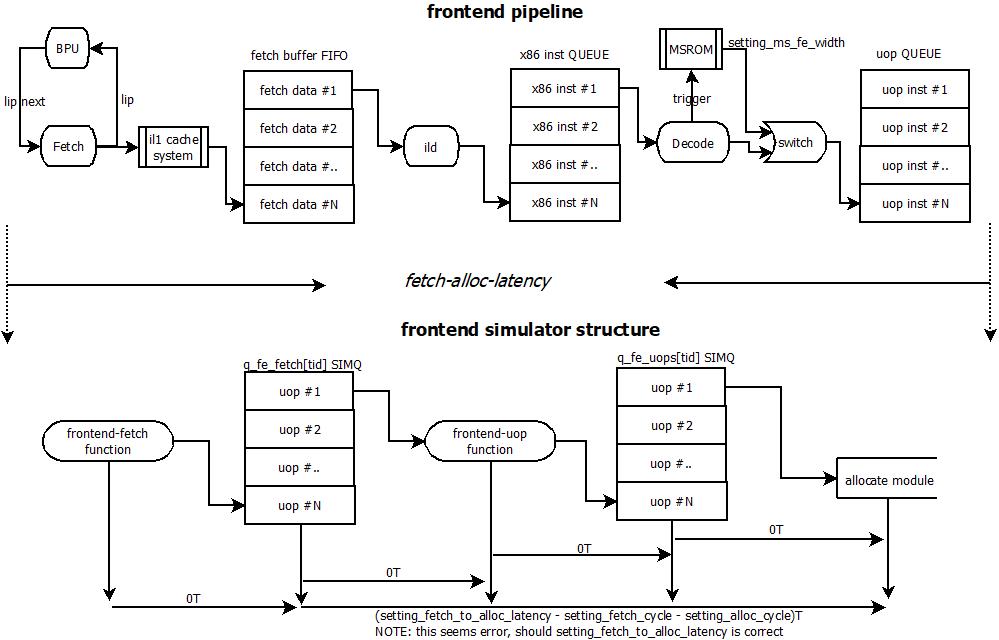 frontend pipeline
BPU
lip next
lip
Fetch
il1 cache
system
fetch buffer FIFO
fetch data #1
fetch data #2
fetch data #..
fetch data #N
ild
x86 inst QUEUE
x86 inst #1
x86 inst #2
x86 inst #..
x86 inst #N
MSROM
setting_ms_fe_width
trigger
Decode
switch
uop QUEUE
uop inst #1
uop inst #2
uop inst #..
uop inst #N
fetch-alloc-latency
frontend simulator structure
q_fe_fetch[tid] SIMQ
uop #1
uop #2
uop #..
uop #N
frontend-fetch
function
frontend-uop
function
q_fe_uops[tid] SIMQ
uop #1
uop #2
uop #..
uop #N
allocate module
0T
0T
0T
0T
(setting_fetch_to_alloc_latency - setting_fetch_cycle - setting_alloc_cycle)T
NOTE: this seems error, should setting_fetch_to_alloc_latency is correct